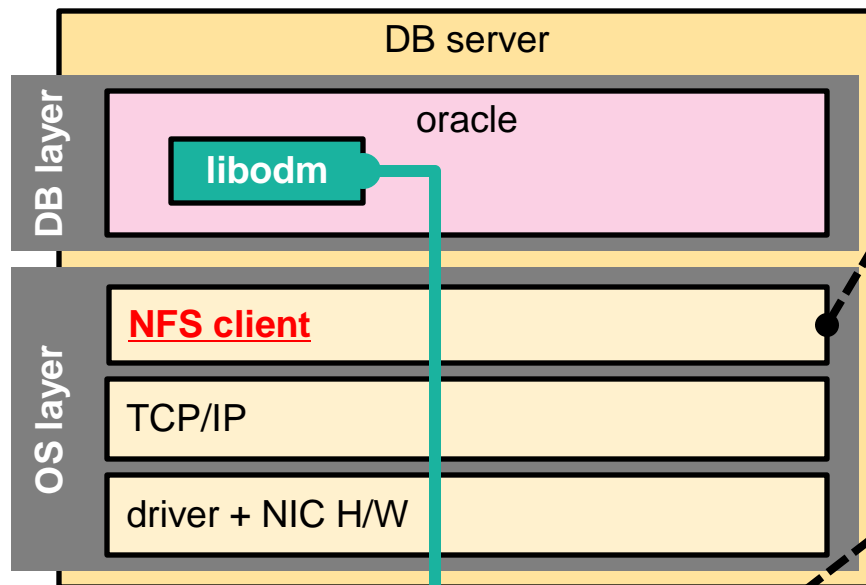 DB server
DB layer
oracle
libodm
OS layer
NFS client
TCP/IP
driver + NIC H/W